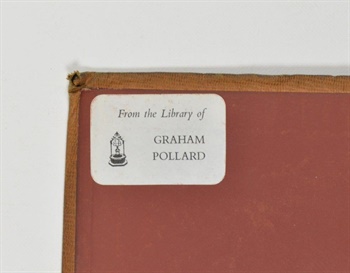 From the Library of
GRAHAM
POLLARD